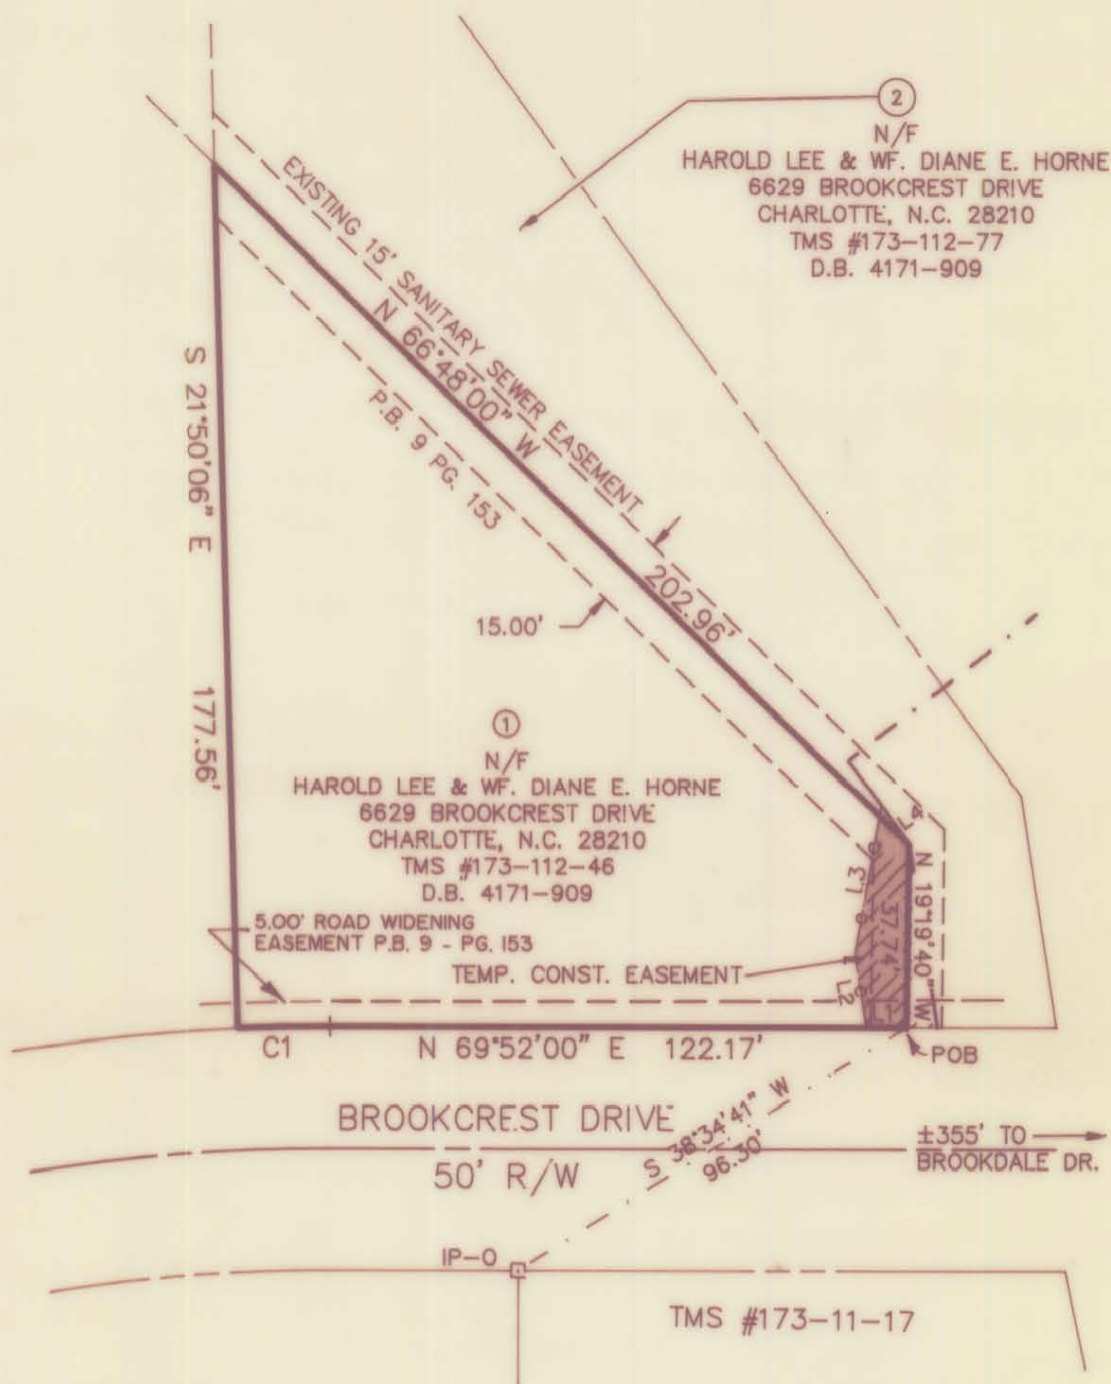 2
N/F
HAROLD LEE & WF. DIANE E. HORNE
6629 BROOKCREST DRIVE
CHARLOTTE, N.C. 28210
TMS #173-112-77
D.B. 4171-909
EXISTING 15' SANITARY SEWER EASEMENT
N 66°48'00" W
202.96'
P.B. 9 PG. 153
15.00'
S 21°50'06" E
177.56'
1
N/F
HAROLD LEE & WF. DIANE E. HORNE
6629 BROOKCREST DRIVE
CHARLOTTE, N.C. 28210
TMS #173-112-46
D.B. 4171-909
5.00' ROAD WIDENING
EASEMENT P.B. 9 - PG. 153
TEMP. CONST. EASEMENT
L4
L3
L2
37.74'
N 19°19'40" W
POB
C1
N 69°52'00" E 122.17'
BROOKCREST DRIVE
50' R/W
S 38°34'41" W
96.30'
±355' TO
BROOKDALE DR.
IP-O
TMS #173-11-17